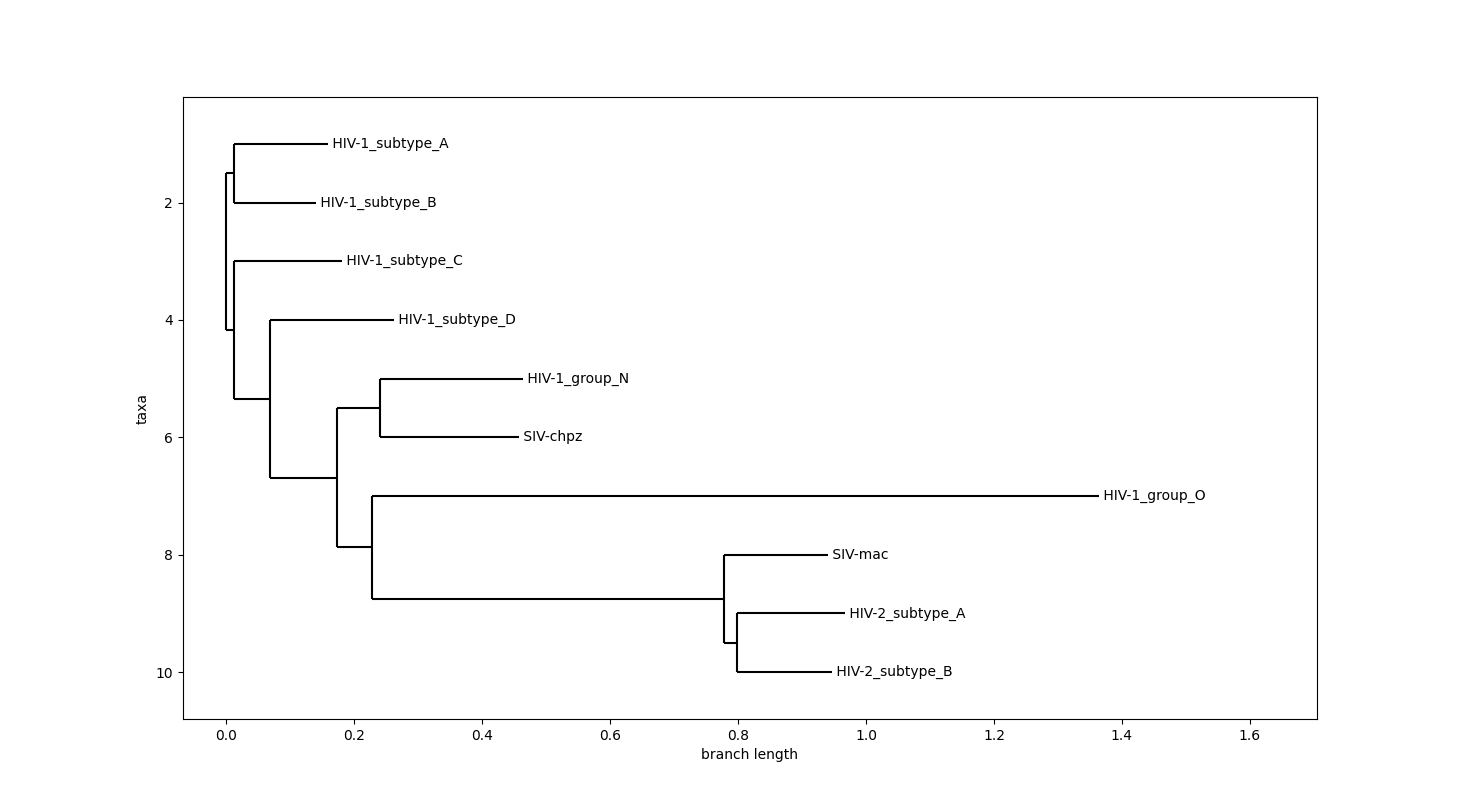 HIV-1_subtype_A
2
HIV-1_subtype_B
HIV-1_subtype_C
4
HIV-1_subtype_D
HIV-1_group_N
taxa
6
SIV-chpz
HIV-1_group_O
8
SIV-mac
HIV-2_subtype_A
10
HIV-2_subtype_B
0.0 0.2 0.4 0.6 0.8 1.0 1.2 1.4 1.6
branch length